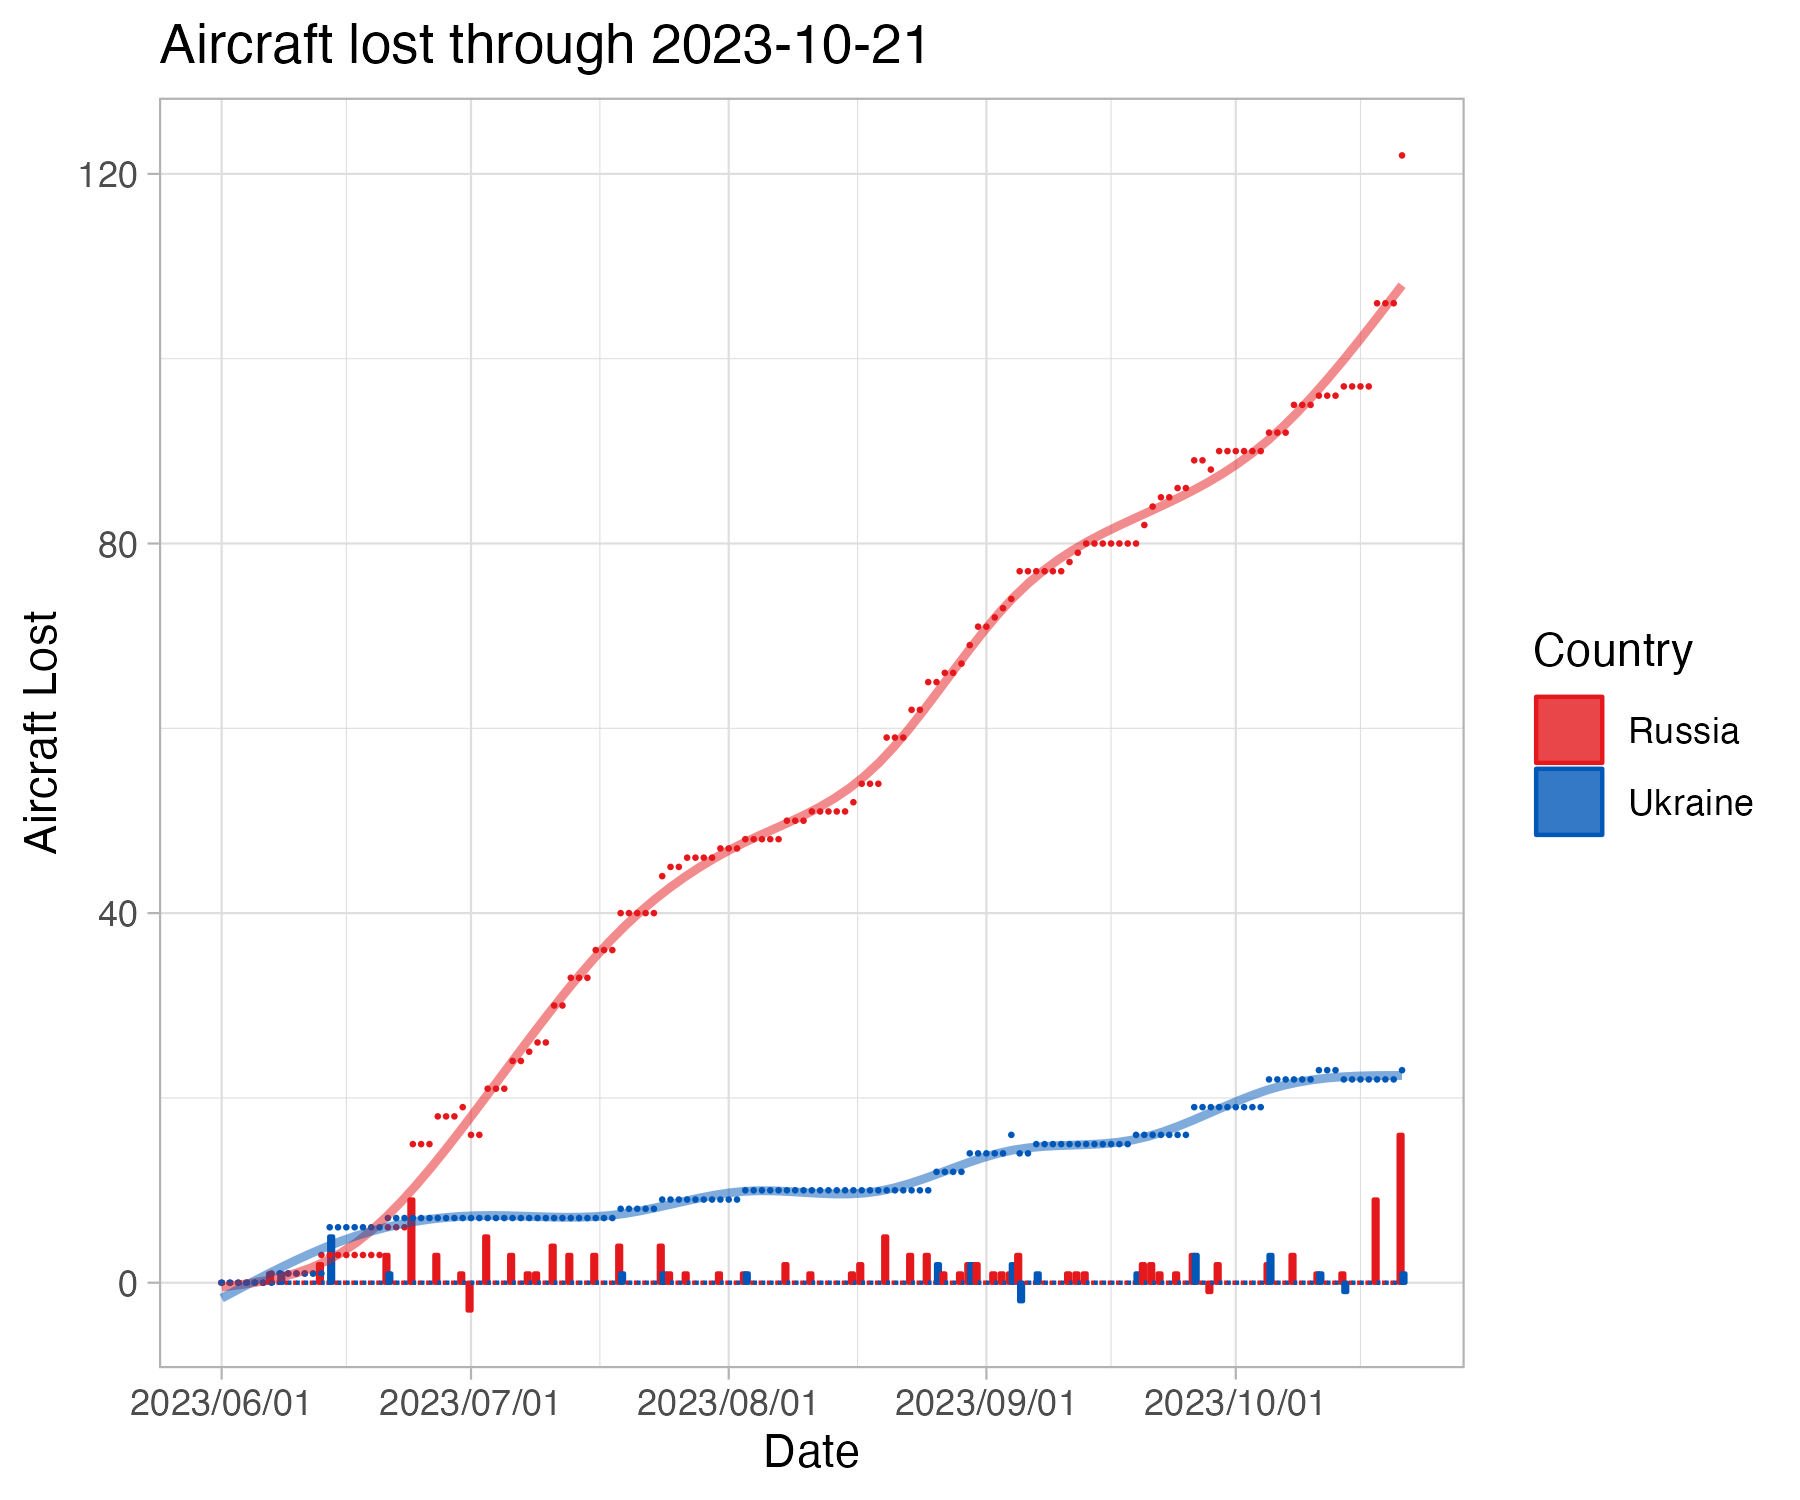 Aircraft lost through 2023-10-21
120
80
40
0
Aircraft Lost
2023/06/01 2023/07/01 2023/08/01 2023/09/01 2023/10/01
Date
Country
Russia
Ukraine